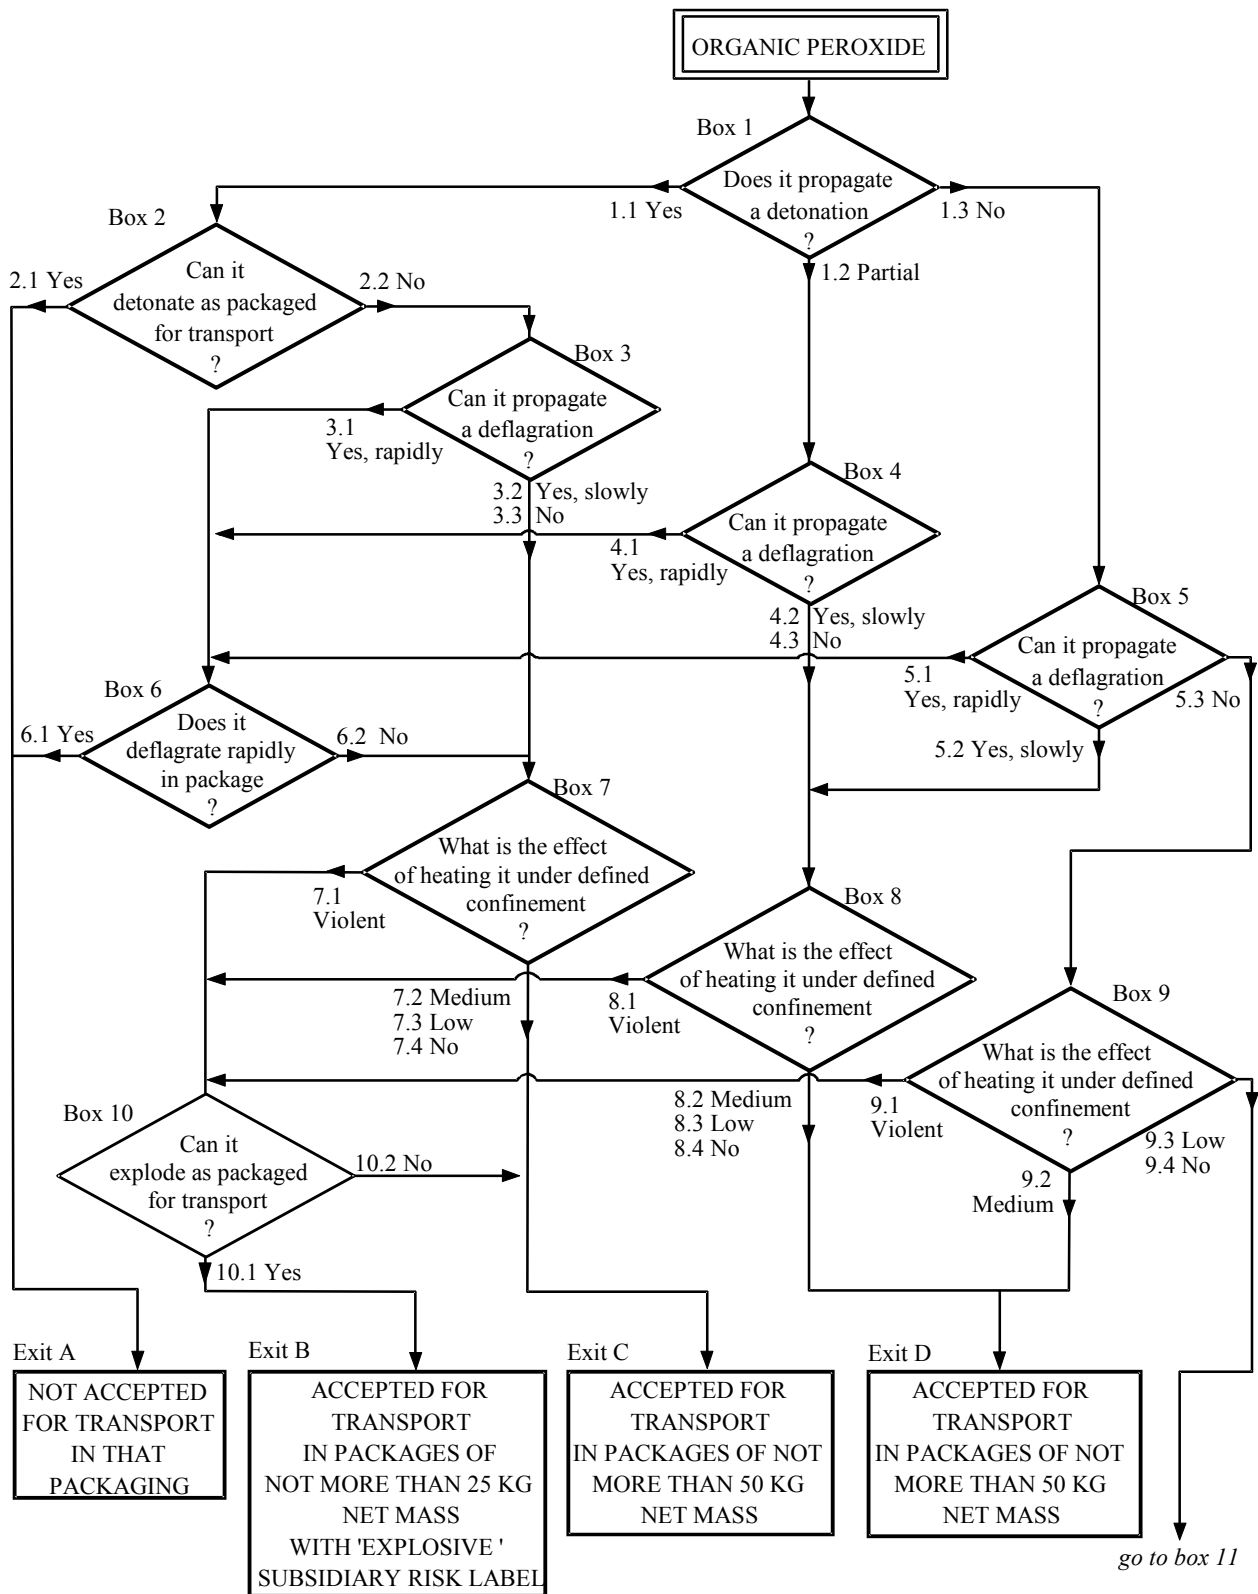 ORGANIC PEROXIDE
Box 1
Does it propagate
a detonation
?
1.1 Yes
1.3 No
1.2 Partial
Box 2
Can it
detonate as packaged
for transport
?
2.1 Yes
2.2 No
Box 3
Can it propagate
a deflagration
?
3.1
Yes, rapidly
3.2 Yes, slowly
3.3 No
Box 4
Can it propagate
a deflagration
?
4.1
Yes, rapidly
4.2 Yes, slowly
4.3 No
Box 5
Can it propagate
a deflagration
?
5.1
Yes, rapidly
5.3 No
5.2 Yes, slowly
Box 6
Does it
deflagrate rapidly
in package
?
6.1 Yes
6.2 No
Box 7
What is the effect
of heating it under defined
confinement
?
7.1
Violent
7.2 Medium
7.3 Low
7.4 No
Box 8
What is the effect
of heating it under defined
confinement
?
8.1
Violent
8.2 Medium
8.3 Low
8.4 No
Box 9
What is the effect
of heating it under defined
confinement
?
9.1
Violent
9.3 Low
9.4 No
9.2
Medium
Box 10
Can it
explode as packaged
for transport
?
10.2 No
10.1 Yes
Exit A
NOT ACCEPTED
FOR TRANSPORT
IN THAT
PACKAGING
Exit B
ACCEPTED FOR
TRANSPORT
IN PACKAGES OF
NOT MORE THAN 25 KG
NET MASS
WITH 'EXPLOSIVE '
SUBSIDIARY RISK LABEL
Exit C
ACCEPTED FOR
TRANSPORT
IN PACKAGES OF NOT
MORE THAN 50 KG
NET MASS
Exit D
ACCEPTED FOR
TRANSPORT
IN PACKAGES OF NOT
MORE THAN 50 KG
NET MASS
go to box 11